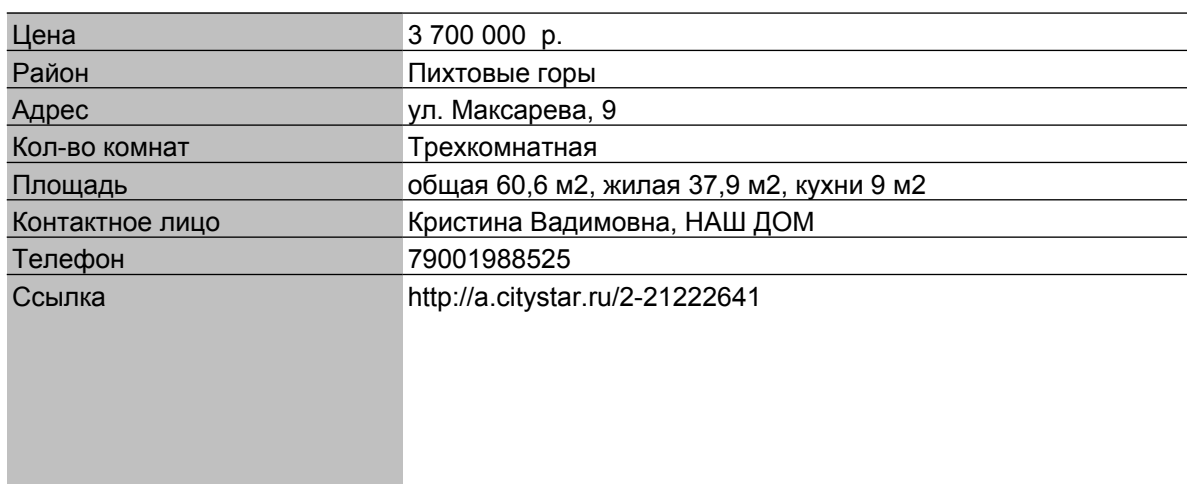 Цена 3 700 000 р.
Район Пихтовые горы
Адрес ул. Максарева, 9
Кол-во комнат Трехкомнатная
Площадь общая 60,6 м2, жилая 37,9 м2, кухни 9 м2
Контактное лицо Кристина Вадимовна, НАШ ДОМ
Телефон 79001988525
Ссылка http://a.citystar.ru/2-21222641